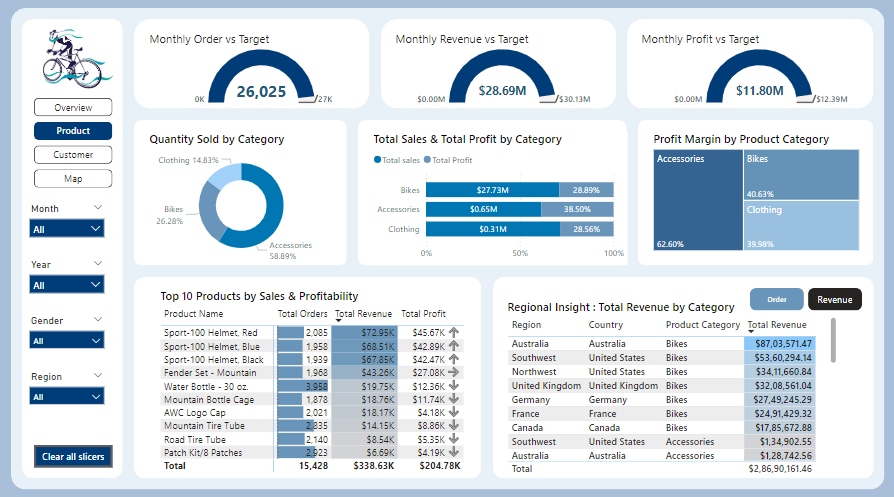 Overview
Product
Customer
Map
Month
All
Year
All
Gender
All
Region
All
Clear all slicers
Monthly Order vs Target
26,025
0K
27K
Monthly Revenue vs Target
$28.69M
$0.00M
$30.13M
Monthly Profit vs Target
$11.80M
$0.00M
$12.39M
Quantity Sold by Category
Clothing 14.83%
Bikes
26.28%
Accessories
58.89%
Total Sales & Total Profit by Category
Total sales Total Profit
Bikes $27.73M 28.89%
Accessories $0.65M 38.50%
Clothing $0.31M 28.56%
0% 50% 100%
Profit Margin by Product Category
Accessories
62.60%
Bikes
40.63%
Clothing
39.98%
Top 10 Products by Sales & Profitability
Product Name Total Orders Total Revenue Total Profit
Sport-100 Helmet, Red 2,085 $72.95K $45.67K
Sport-100 Helmet, Blue 1,958 $68.51K $42.89K
Sport-100 Helmet, Black 1,939 $67.85K $42.47K
Fender Set - Mountain 1,968 $43.26K $27.08K
Water Bottle - 30 oz. 3,958 $19.75K $12.36K
Mountain Bottle Cage 1,878 $18.76K $11.74K
AWC Logo Cap 2,021 $18.17K $4.18K
Mountain Tire Tube 2,835 $14.15K $8.86K
Road Tire Tube 2,140 $8.54K $5.35K
Patch Kit/8 Patches 2,923 $6.69K $4.19K
Total 15,428 $338.63K $204.78K
Order
Revenue
Regional Insight : Total Revenue by Category
Region Country Product Category Total Revenue
Australia Australia Bikes $87,03,571.47
Southwest United States Bikes $53,60,294.14
Northwest United States Bikes $34,11,660.84
United Kingdom United Kingdom Bikes $32,08,561.04
Germany Germany Bikes $27,49,245.29
France France Bikes $24,91,429.32
Canada Canada Bikes $17,85,672.88
Southwest United States Accessories $1,34,902.55
Australia Australia Accessories $1,28,742.56
Total $2,86,90,161.46